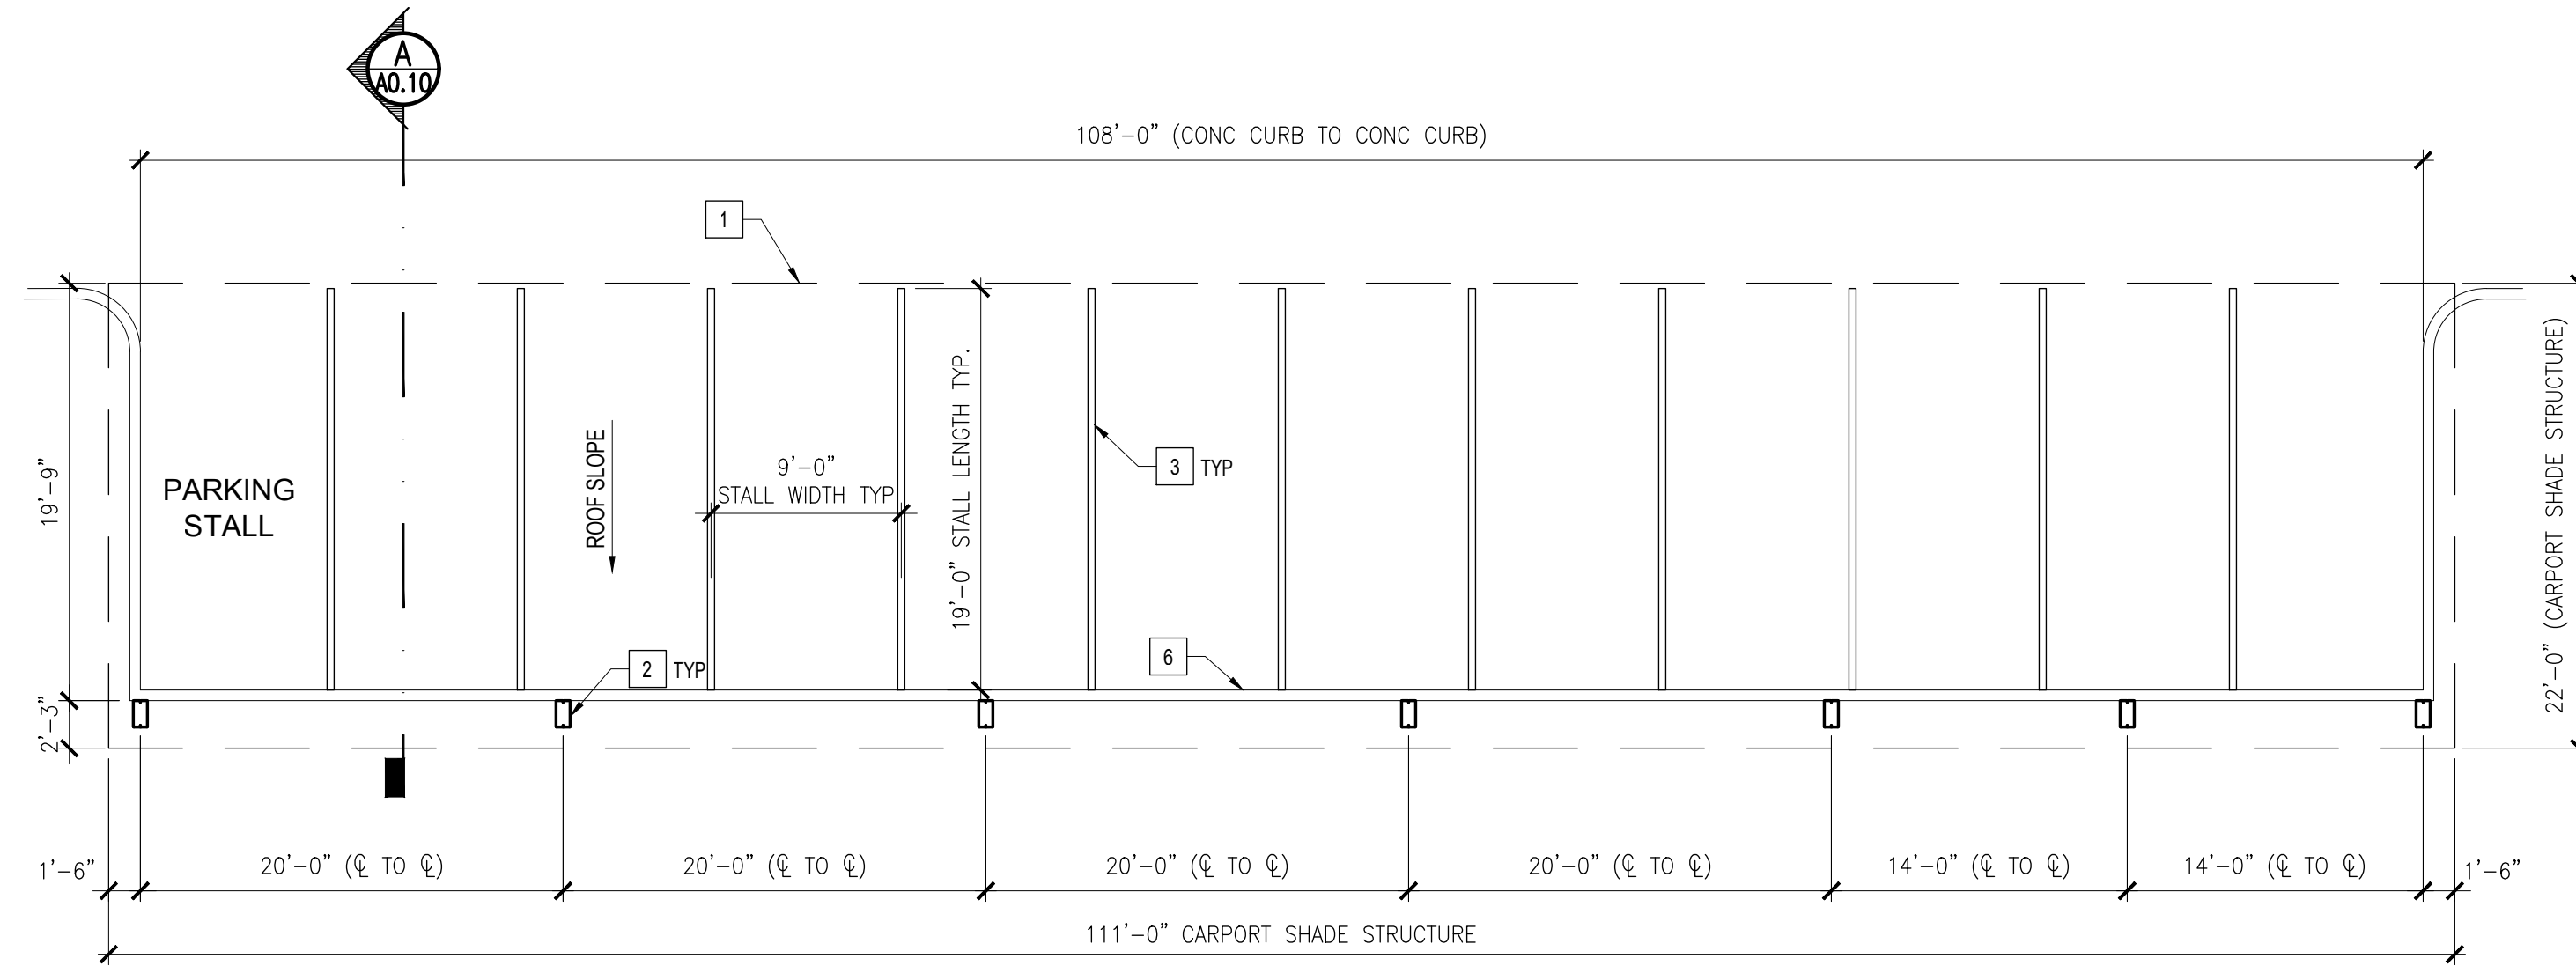 A
A0.10
108'-0" (CONC CURB TO CONC CURB)
1
19'-9"
PARKING
STALL
ROOF SLOPE
9'-0"
STALL WIDTH TYP
19'-0" STALL LENGTH TYP.
3 TYP
22'-0" (CARPORT SHADE STRUCTURE)
2 TYP
6
2'-3"
1'-6"
20'-0" (℄ TO ℄)
20'-0" (℄ TO ℄)
20'-0" (℄ TO ℄)
20'-0" (℄ TO ℄)
14'-0" (℄ TO ℄)
14'-0" (℄ TO ℄)
1'-6"
111'-0" CARPORT SHADE STRUCTURE